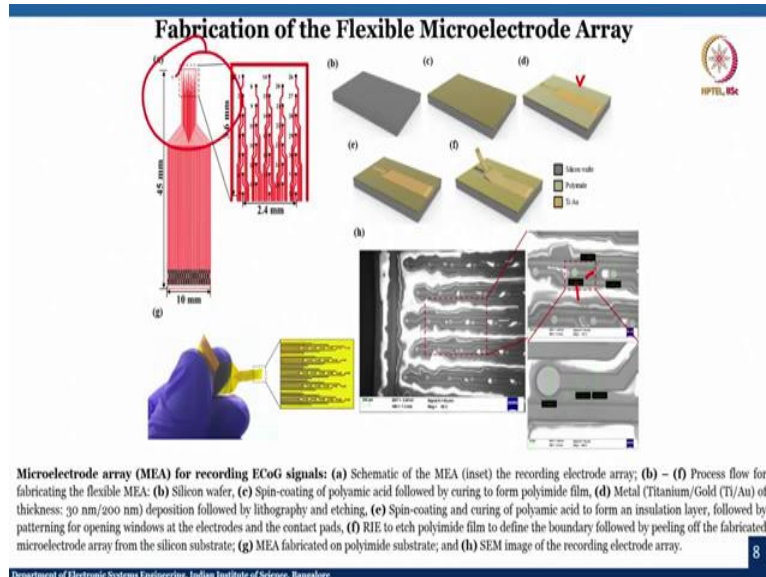 Fabrication of the Flexible Microelectrode Array
NPTEL, IISc
(b)
(c)
(d)
45 mm
2.4 mm
10 mm
(e)
(f)
Silicon wafer
Polyimide
Ti/Au
(g)
(h)
Microelectrode array (MEA) for recording ECoG signals: (a) Schematic of the MEA (inset) the recording electrode array; (b) – (f) Process flow for
fabricating the flexible MEA: (b) Silicon wafer, (c) Spin-coating of polyamic acid followed by curing to form polyimide film, (d) Metal (Titanium/Gold (Ti/Au) of
thickness: 30 nm/200 nm) deposition followed by lithography and etching, (e) Spin-coating and curing of polyamic acid to form an insulation layer, followed by
patterning for opening windows at the electrodes and the contact pads, (f) RIE to etch polyimide film to define the boundary followed by peeling off the fabricated
microelectrode array from the silicon substrate; (g) MEA fabricated on polyimide substrate; and (h) SEM image of the recording electrode array.
8
Department of Electronic Systems Engineering, Indian Institute of Science, Bangalore